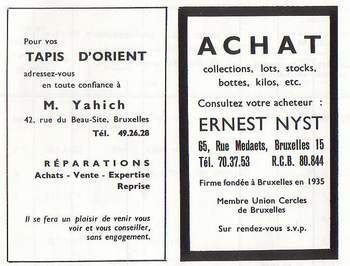 Pour vos
TAPIS D'ORIENT
adressez-vous
en toute confiance à
M. Yahich
42, rue du Beau-Site, Bruxelles
Tél. 49.26.28
RÉPARATIONS
Achats - Vente - Expertise
Reprise
Il se fera un plaisir de venir vous
voir et vous conseiller,
sans engagement.
ACHAT
collections, lots, stocks,
bottes, kilos, etc.
Consultez votre acheteur :
ERNEST NYST
65, Rue Medaets, Bruxelles 15
Tél. 70.37.53 R.C.B. 80.844
Firme fondée à Bruxelles en 1935
Membre Union Cercles
de Bruxelles
Sur rendez-vous s.v.p.